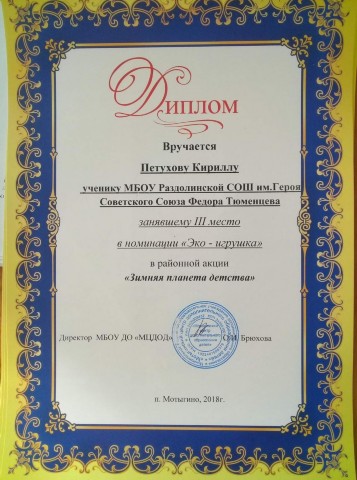 Диплом
Вручается
Петухову Кириллу
ученику МБОУ Раздолинской СОШ им.Героя
Советского Союза Федора Тюменцева
занявшему III место
в номинации «Эко - игрушка»
в районной акции
«Зимняя планета детства»
Директор МБОУ ДО «МЦДОД» Брюхова
п. Мотыгино, 2018г.